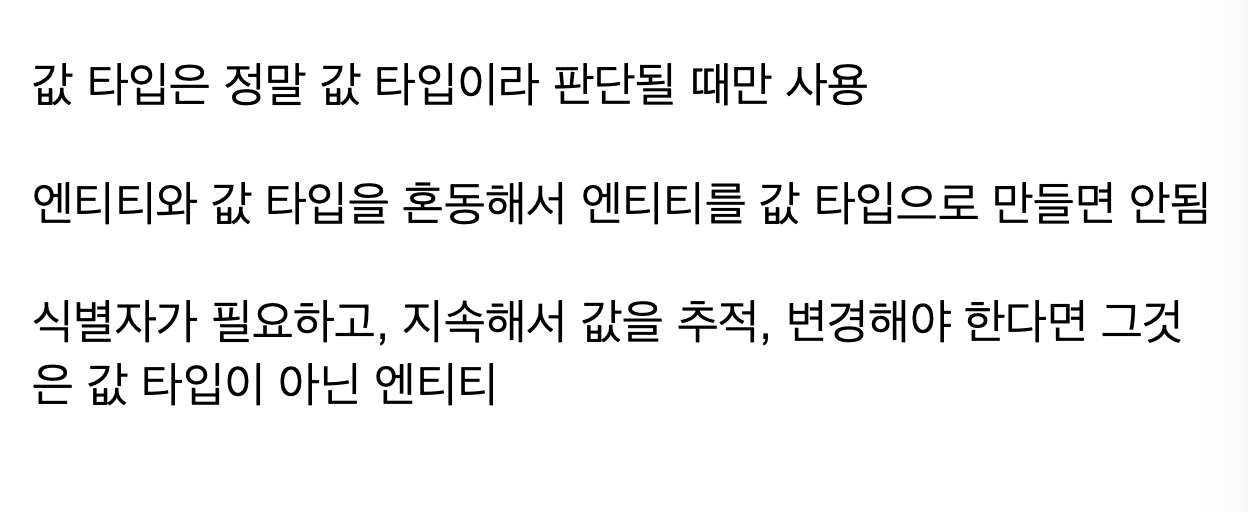 값 타입은 정말 값 타입이라 판단될 때만 사용
엔티티와 값 타입을 혼동해서 엔티티를 값 타입으로 만들면 안됨
식별자가 필요하고, 지속해서 값을 추적, 변경해야 한다면 그것
은 값 타입이 아닌 엔티티